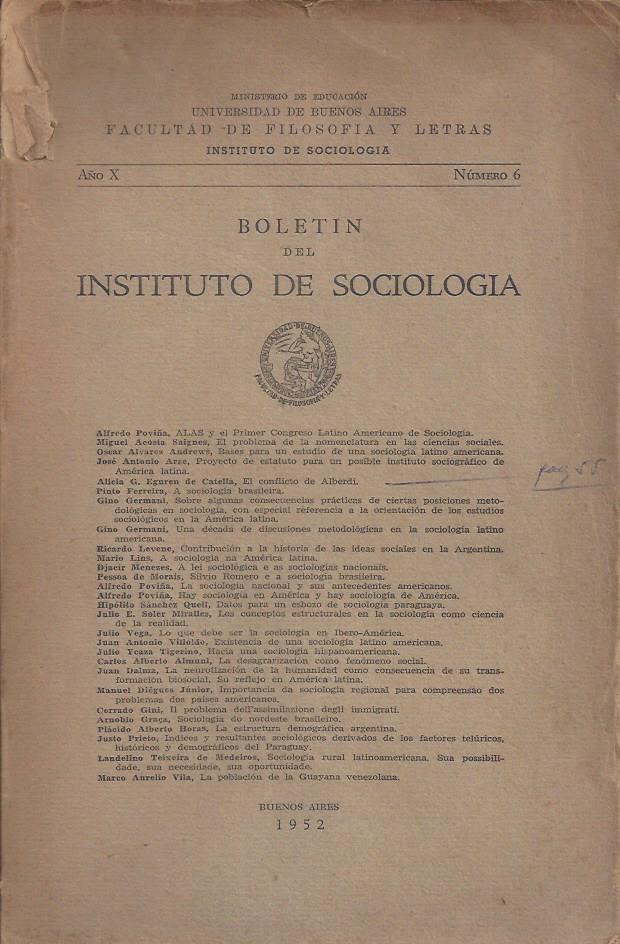 MINISTERIO DE EDUCACIÓN
UNIVERSIDAD DE BUENOS AIRES
FACULTAD DE FILOSOFIA Y LETRAS
INSTITUTO DE SOCIOLOGIA
AÑO X NÚMERO 6
BOLETIN
DEL
INSTITUTO DE SOCIOLOGIA
UNIVERSIDAD DE BUENOS AIRES
FACULTAD DE FILOSOFIA Y LETRAS
Alfredo Poviña, ALAS y el Primer Congreso Latino Americano de Sociología.
Miguel Acosta Saignes, El problema de la nomenclatura en las ciencias sociales.
Oscar Alvares Andrews, Bases para un estudio de una sociología latino americana.
José Antonio Arze, Proyecto de estatuto para un posible instituto sociográfico de
América latina.
Alicia G. Eguren de Catella, El conflicto de Alberdi.
pag 55
Pinto Ferreira, A sociología brasileira.
Gino Germani, Sobre algunas consecuencias prácticas de ciertas posiciones meto-
dológicas en sociología, con especial referencia a la orientación de los estudios
sociológicos en la América latina.
Gino Germani, Una década de discusiones metodológicas en la sociología latino
americana.
Ricardo Levene, Contribución a la historia de las ideas sociales en la Argentina.
Mario Lins, A sociologia na América latina.
Djacir Menezes, A lei sociológica e as sociologias nacionais.
Pessoa de Morais, Silvio Romero e a sociologia brasileira.
Alfredo Poviña, La sociología nacional y sus antecedentes americanos.
Alfredo Poviña, Hay sociología en América y hay sociología de América.
Hipólito Sánchez Quell, Datos para un esbozo de sociología paraguaya.
Julio E. Soler Miralles, Los conceptos estructurales en la sociología como ciencia
de la realidad.
Julio Vega, Lo que debe ser la sociología en Ibero-América.
Juan Antonio Villoldo, Existencia de una sociología latino americana.
Julio Ycaza Tigerino, Hacia una sociología hispanoamericana.
Carlos Alberto Almuni, La desagrarización como fenómeno social.
Juan Dalma, La neurotización de la humanidad como consecuencia de su trans-
formación biosocial. Su reflejo en América latina.
Manuel Diégues Júnior, Importancia da sociologia regional para compreensão dos
problemas dos países americanos.
Corrado Gini, Il problema dell'assimilazione degli immigrati.
Arnobio Graça, Sociología do nordeste brasileiro.
Plácido Alberto Horas, La estructura demográfica argentina.
Justo Prieto, Indices y resultantes sociológicos derivados de los factores telúricos,
históricos y demográficos del Paraguay.
Landelino Teixeira de Medeiros, Sociología rural latinoamericana. Sua possibili-
dade, sua necesidade, sua oportunidade.
Marco Aurelio Vila, La población de la Guayana venezolana.
BUENOS AIRES
1952